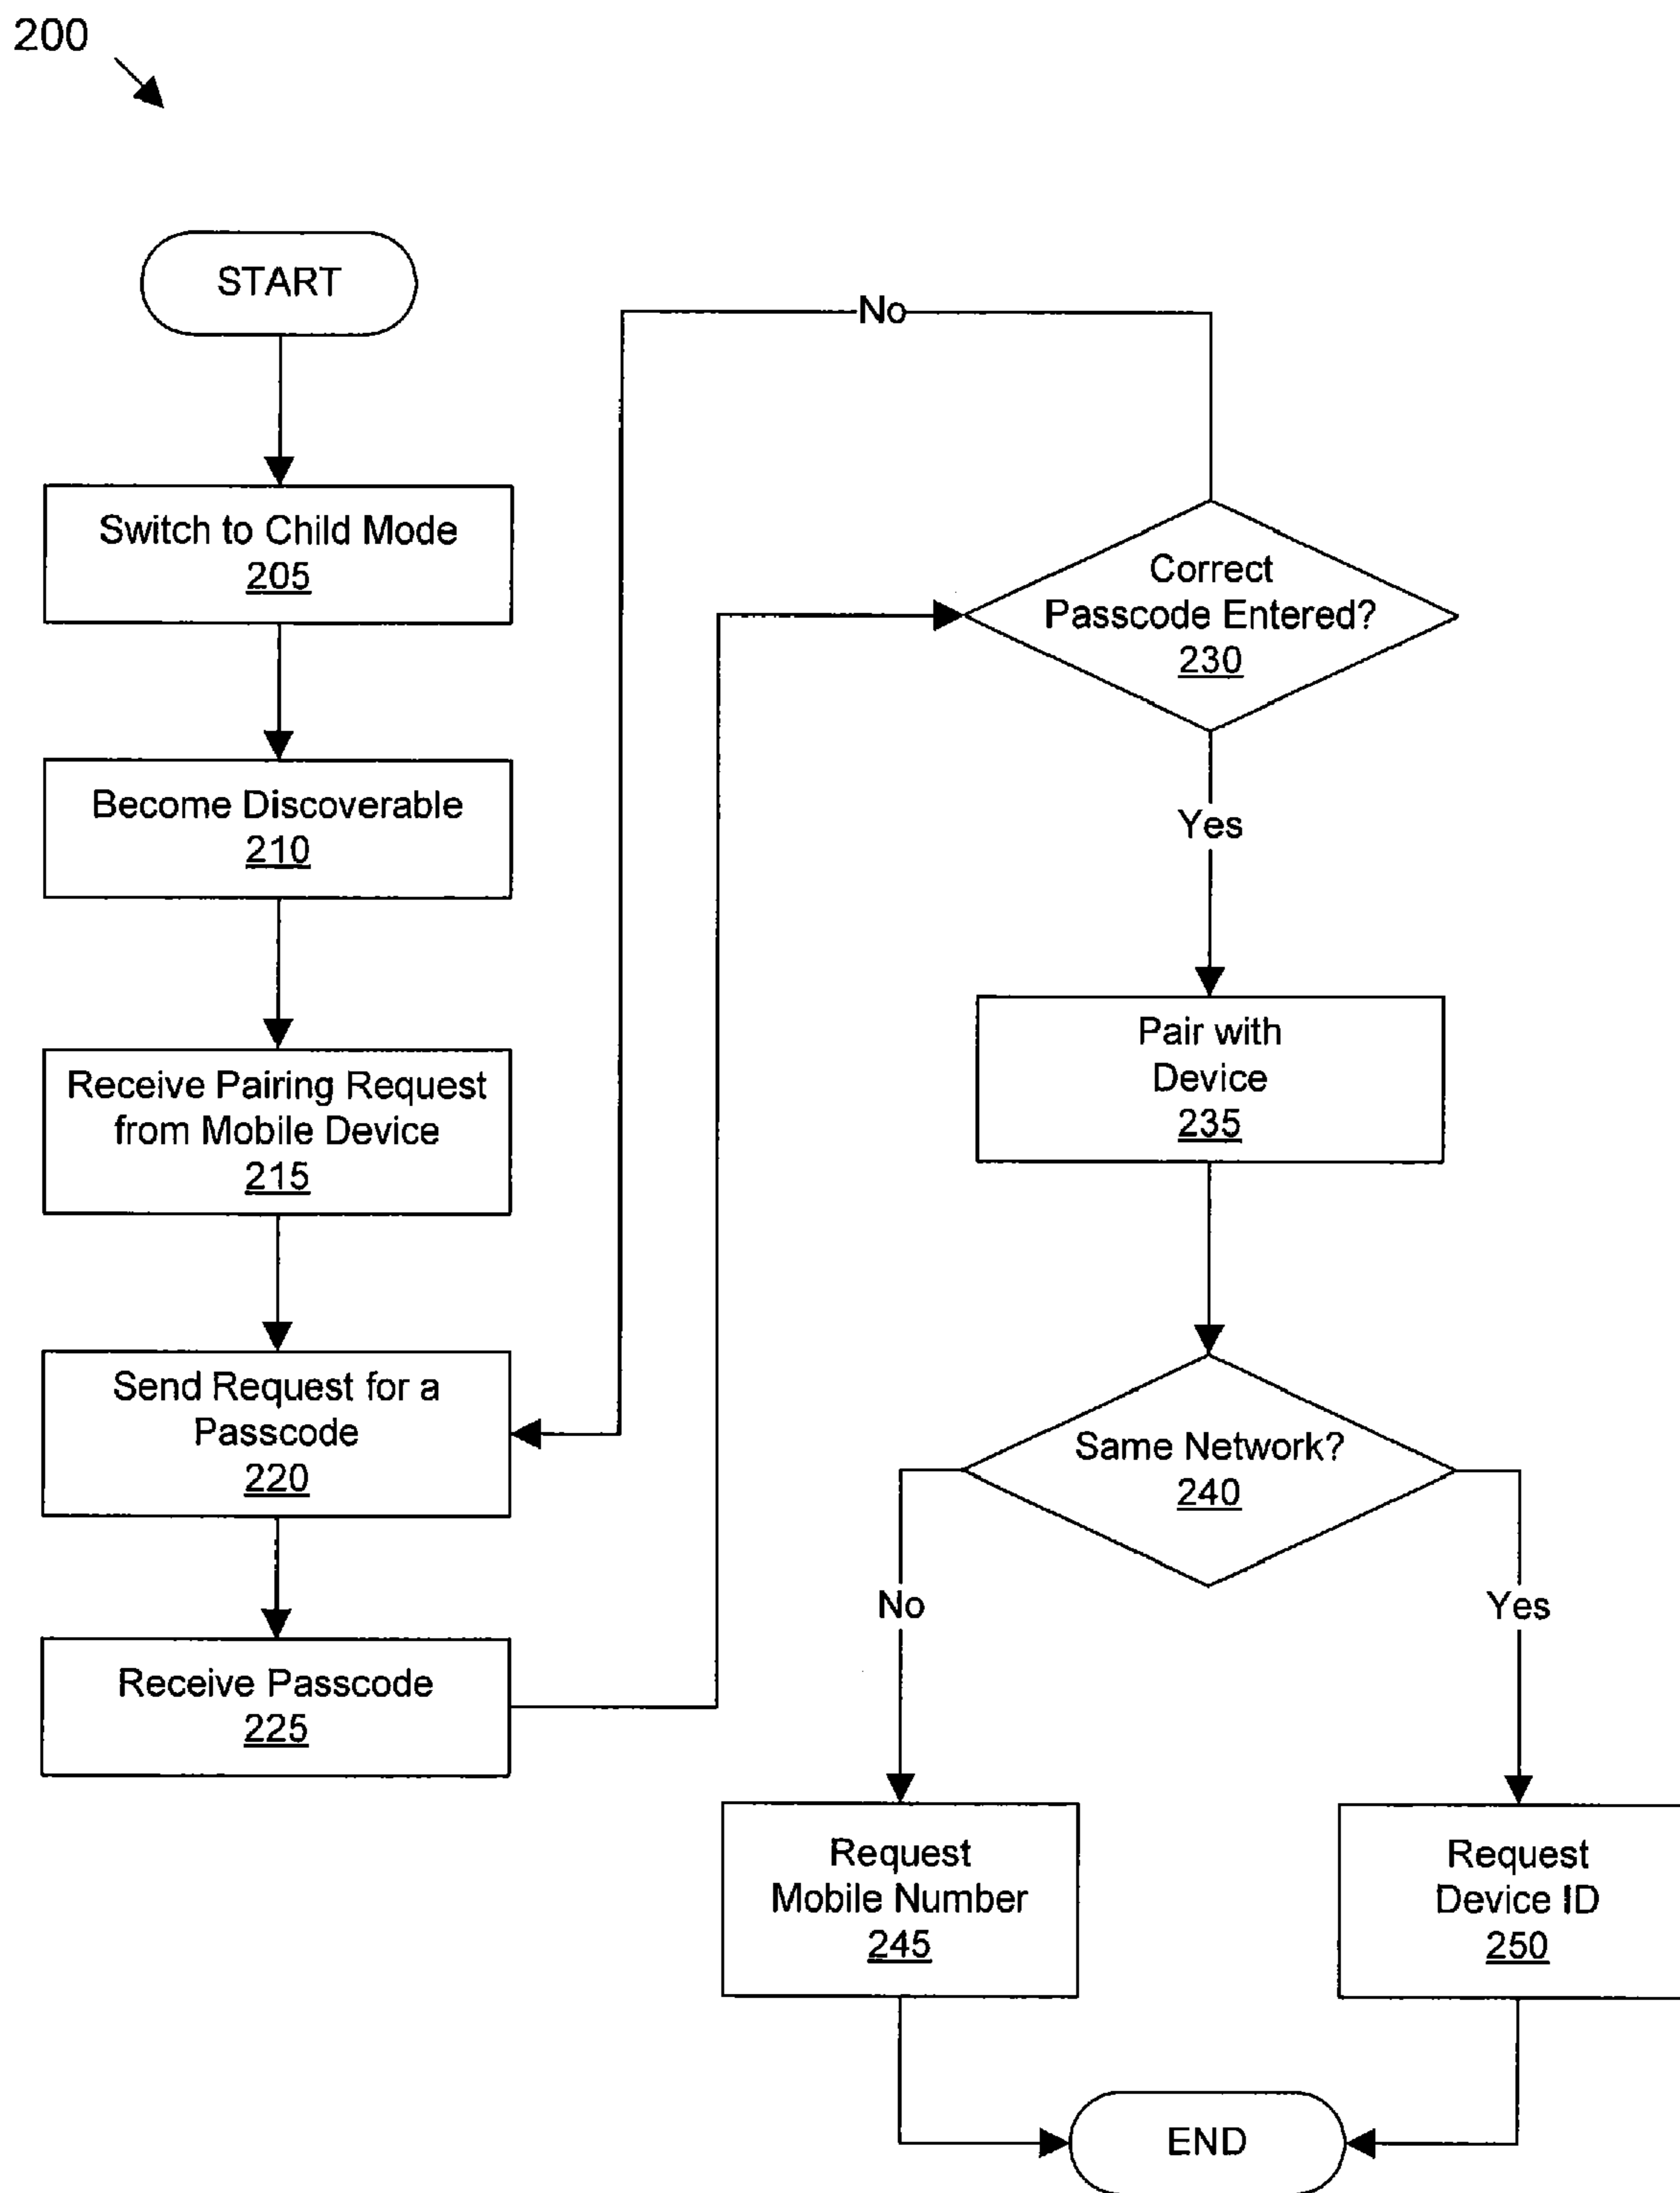 200
START
Switch to Child Mode
205
Become Discoverable
210
Receive Pairing Request
from Mobile Device
215
Send Request for a
Passcode
220
Receive Passcode
225
No
Correct
Passcode Entered?
230
Yes
Pair with
Device
235
Same Network?
240
No
Yes
Request
Mobile Number
245
Request
Device ID
250
END